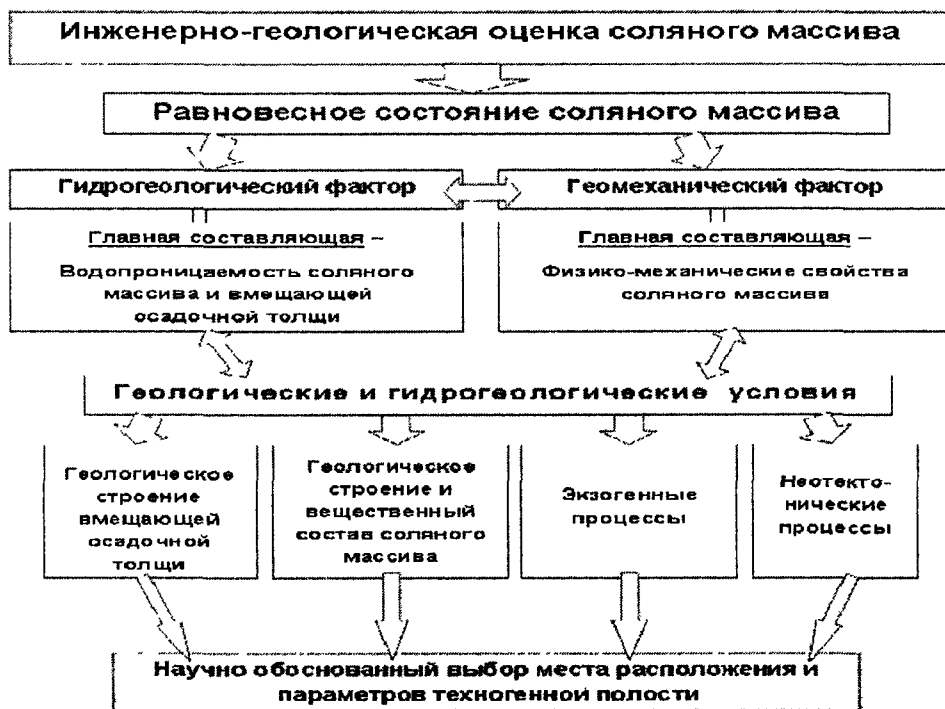 Инженерно-геологическая оценка соляного массива
Равновесное состояние соляного массива
Гидрогеологический фактор
Геомеханический фактор
Главная составляющая –
Водопроницаемость соляного
массива и вмещающей
осадочной толщи
Главная составляющая –
Физико-механические свойства
соляного массива
Геологические и гидрогеологические условия
Геологическое
строение
вмещающей
осадочной
толщи
Геологическое
строение и
вещественный
состав соляного
массива
Экзогенные
процессы
Неотекто-
нические
процессы
Научно обоснованный выбор места расположения и
параметров техногенной полости